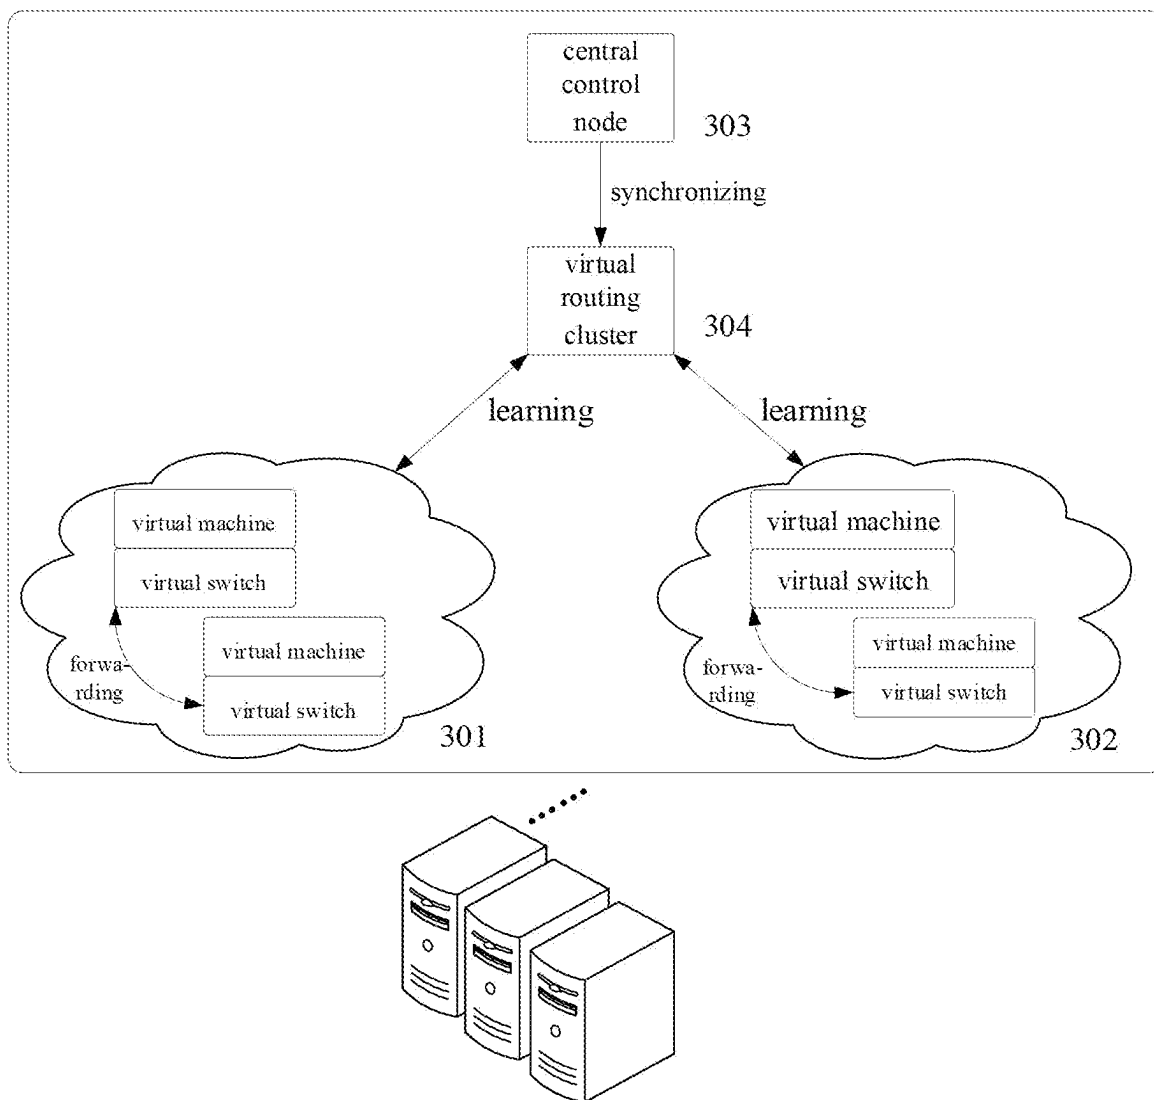 central
control
node
303
synchronizing
virtual
routing
cluster
304
learning
learning
virtual machine
virtual switch
virtual machine
virtual switch
forwa-
rding
301
virtual machine
virtual switch
virtual machine
virtual switch
forwa-
rding
302